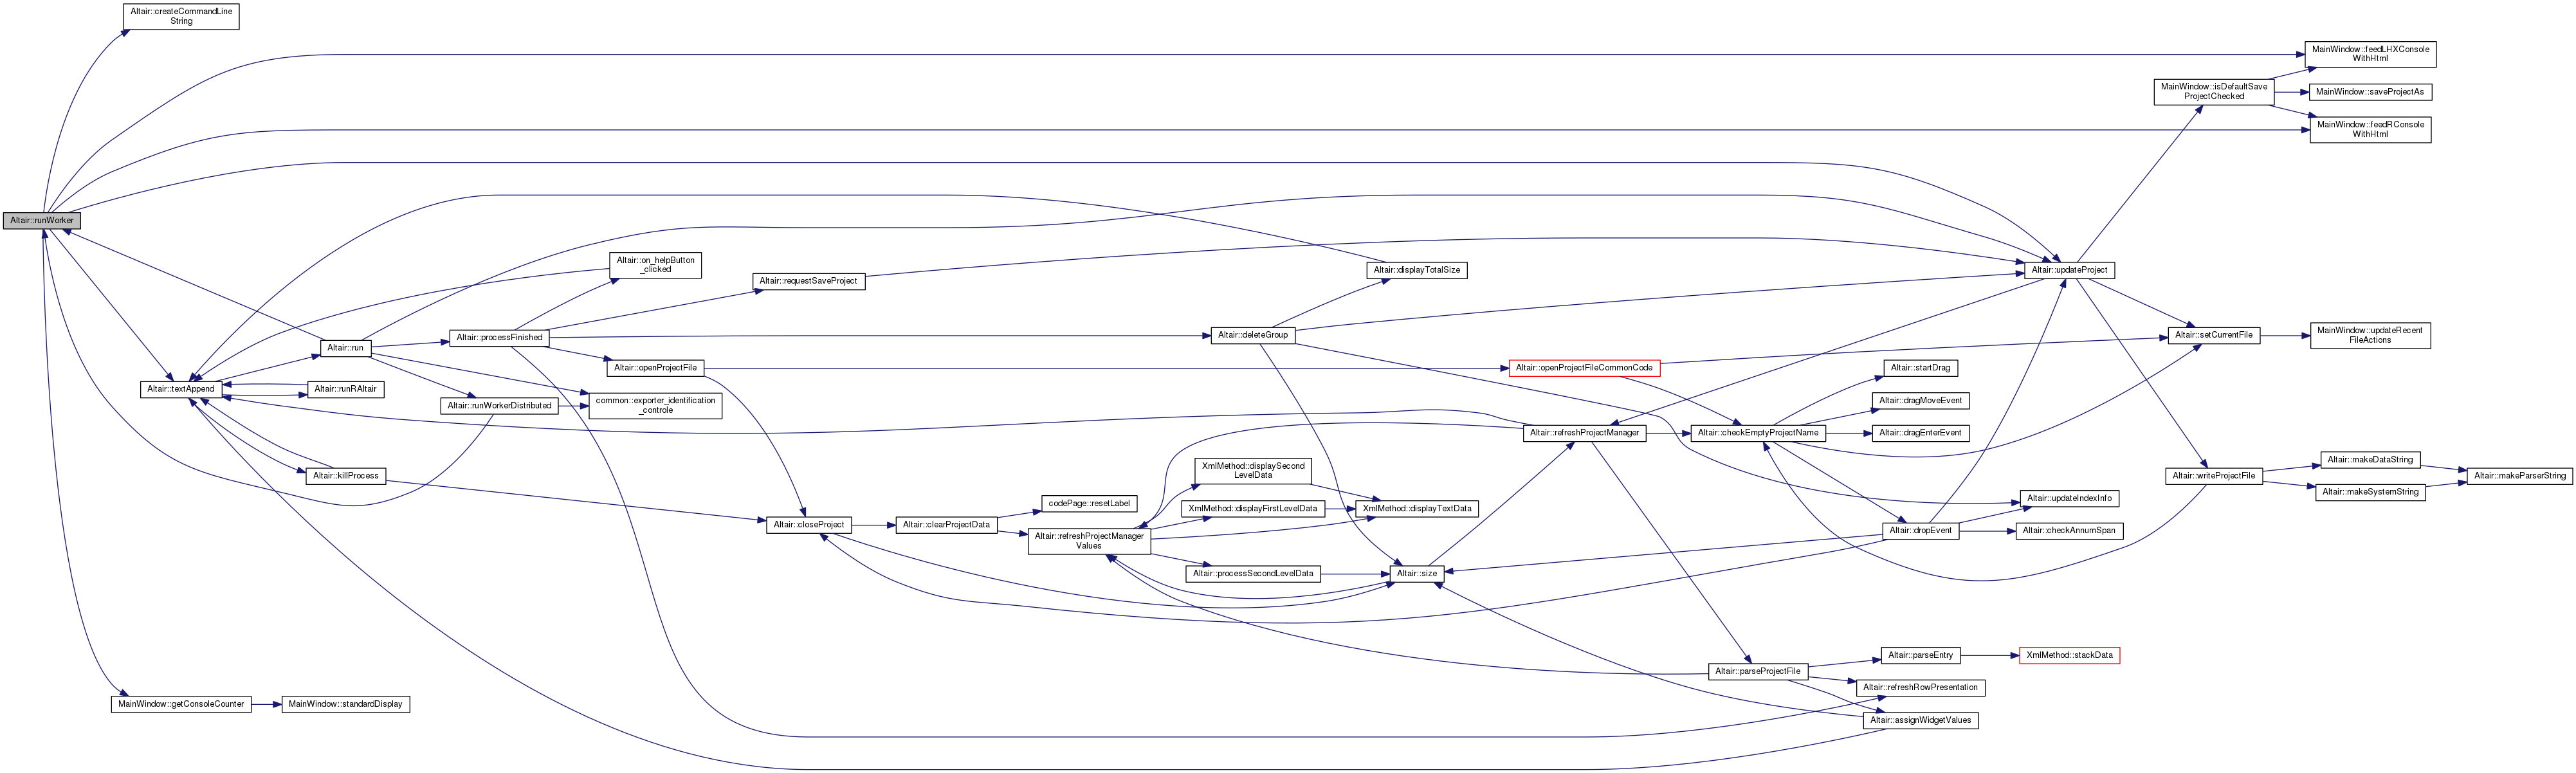 Altair::createCommandLine
String
MainWindow::feedLHXConsole
WithHtml
MainWindow::isDefaultSave
ProjectChecked
MainWindow::saveProjectAs
MainWindow::feedRConsole
WithHtml
Altair::runWorker
Altair::on_helpButton
_clicked
Altair::requestSaveProject
Altair::displayTotalSize
Altair::updateProject
Altair::run
Altair::processFinished
Altair::deleteGroup
Altair::setCurrentFile
MainWindow::updateRecent
FileActions
Altair::openProjectFile
Altair::openProjectFileCommonCode
Altair::startDrag
Altair::textAppend
Altair::runRAltair
Altair::runWorkerDistributed
common::exporter_identification
_controle
Altair::dragMoveEvent
Altair::refreshProjectManager
Altair::checkEmptyProjectName
Altair::dragEnterEvent
Altair::killProcess
XmlMethod::displaySecond
LevelData
Altair::writeProjectFile
Altair::makeDataString
Altair::makeParserString
Altair::makeSystemString
codePage::resetLabel
XmlMethod::displayFirstLevelData
XmlMethod::displayTextData
Altair::updateIndexInfo
Altair::closeProject
Altair::clearProjectData
Altair::refreshProjectManager
Values
Altair::dropEvent
Altair::checkAnnumSpan
Altair::processSecondLevelData
Altair::size
Altair::parseProjectFile
Altair::parseEntry
XmlMethod::stackData
Altair::refreshRowPresentation
MainWindow::getConsoleCounter
MainWindow::standardDisplay
Altair::assignWidgetValues